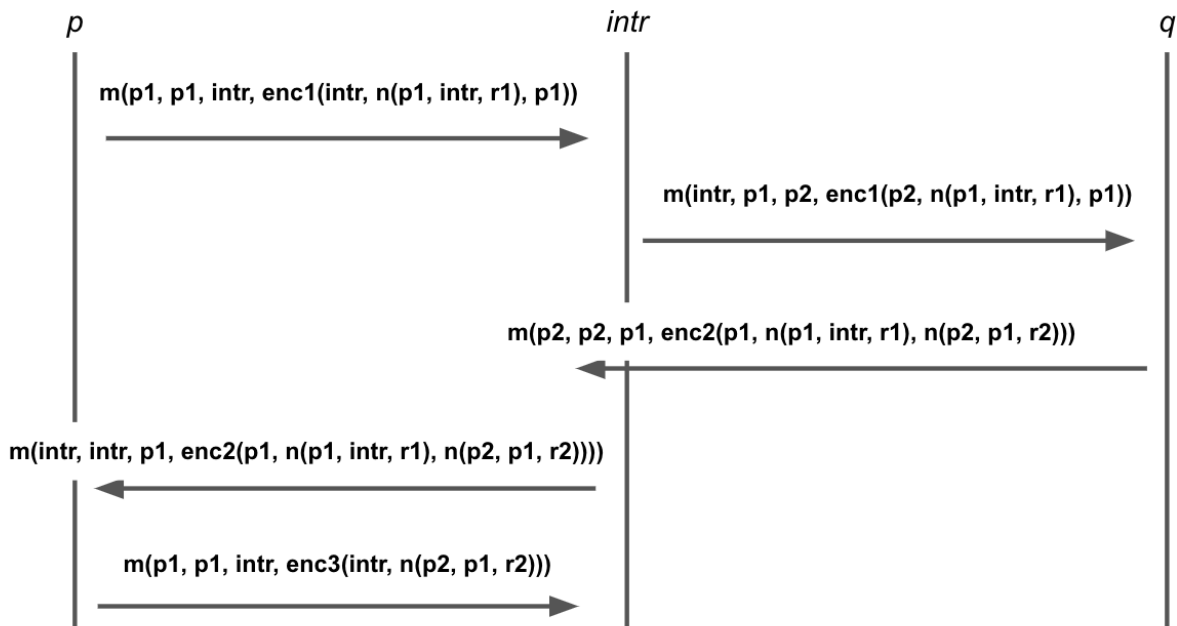 p intr q
m(p1, p1, intr, enc1(intr, n(p1, intr, r1), p1))
m(intr, p1, p2, enc1(p2, n(p1, intr, r1), p1))
m(p2, p2, p1, enc2(p1, n(p1, intr, r1), n(p2, p1, r2)))
m(intr, intr, p1, enc2(p1, n(p1, intr, r1), n(p2, p1, r2))))
m(p1, p1, intr, enc3(intr, n(p2, p1, r2)))